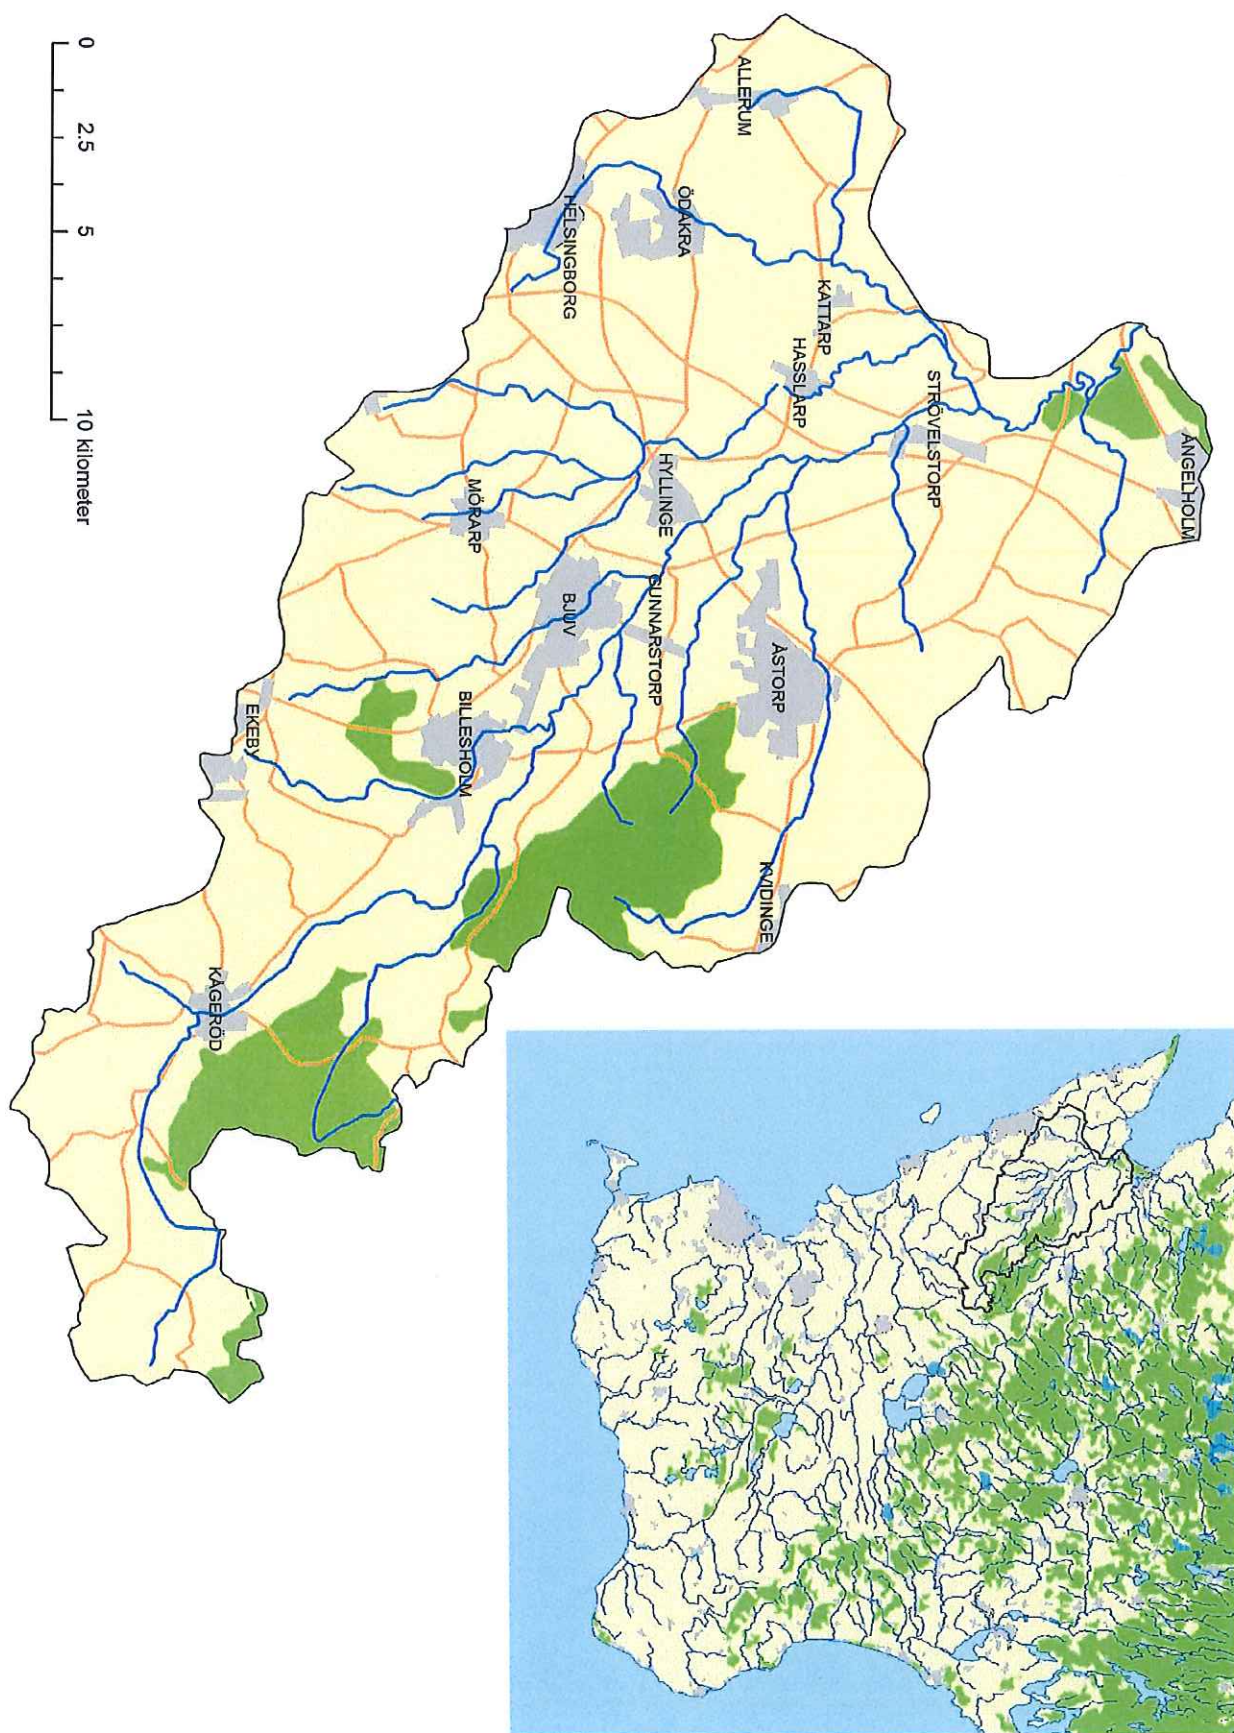 ÄNGELHOLM
STRÖVELSTORP
KATTARP
HASSLARP
ÅSTORP
KVIDINGE
ALLERUM
ÖDÅKRA
HYLLINGE
GUNNARSTORP
HELSINGBORG
BJUV
MÖRARP
BILLESHOLM
EKEBY
KÅGERÖD
0 2.5 5 10 kilometer